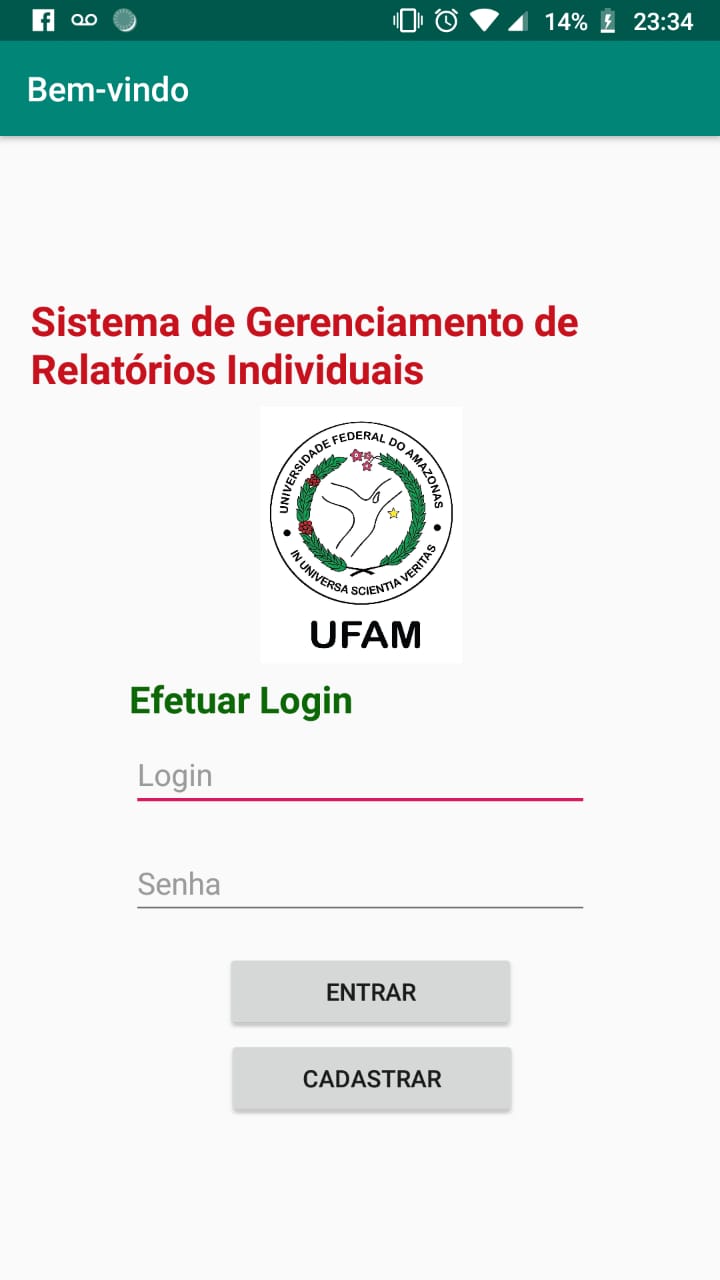 14% 23:34
Bem-vindo
Sistema de Gerenciamento de
Relatórios Individuais
UNIVERSIDADE FEDERAL DO AMAZONAS
IN UNIVERSA SCIENTIA VERITAS
UFAM
Efetuar Login
Login
Senha
ENTRAR
CADASTRAR